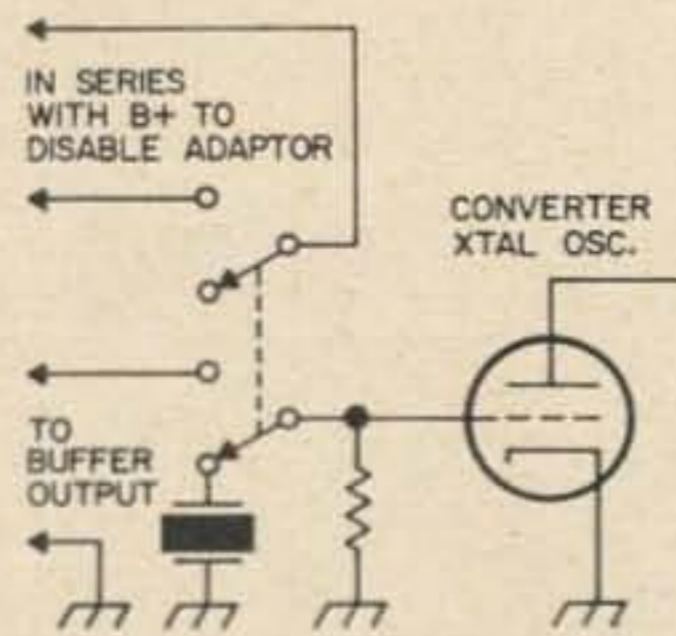 IN SERIES
WITH B+ TO
DISABLE ADAPTOR
CONVERTER
XTAL OSC.
TO
BUFFER
OUTPUT